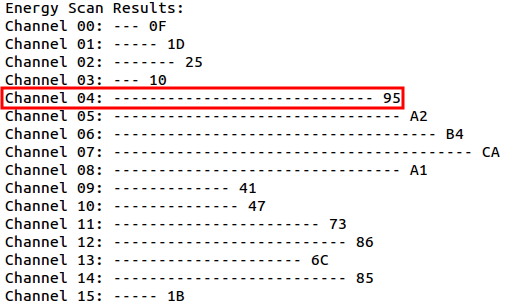 Energy Scan Results:
Channel 00: --- 0F
Channel 01: ----- 1D
Channel 02: ------- 25
Channel 03: --- 10
Channel 04: ----------------------------- 95
Channel 05: -------------------------------- A2
Channel 06: ------------------------------------ B4
Channel 07: ---------------------------------------- CA
Channel 08: -------------------------------- A1
Channel 09: ------------- 41
Channel 10: -------------- 47
Channel 11: ----------------------- 73
Channel 12: -------------------------- 86
Channel 13: --------------------- 6C
Channel 14: -------------------------- 85
Channel 15: ----- 1B